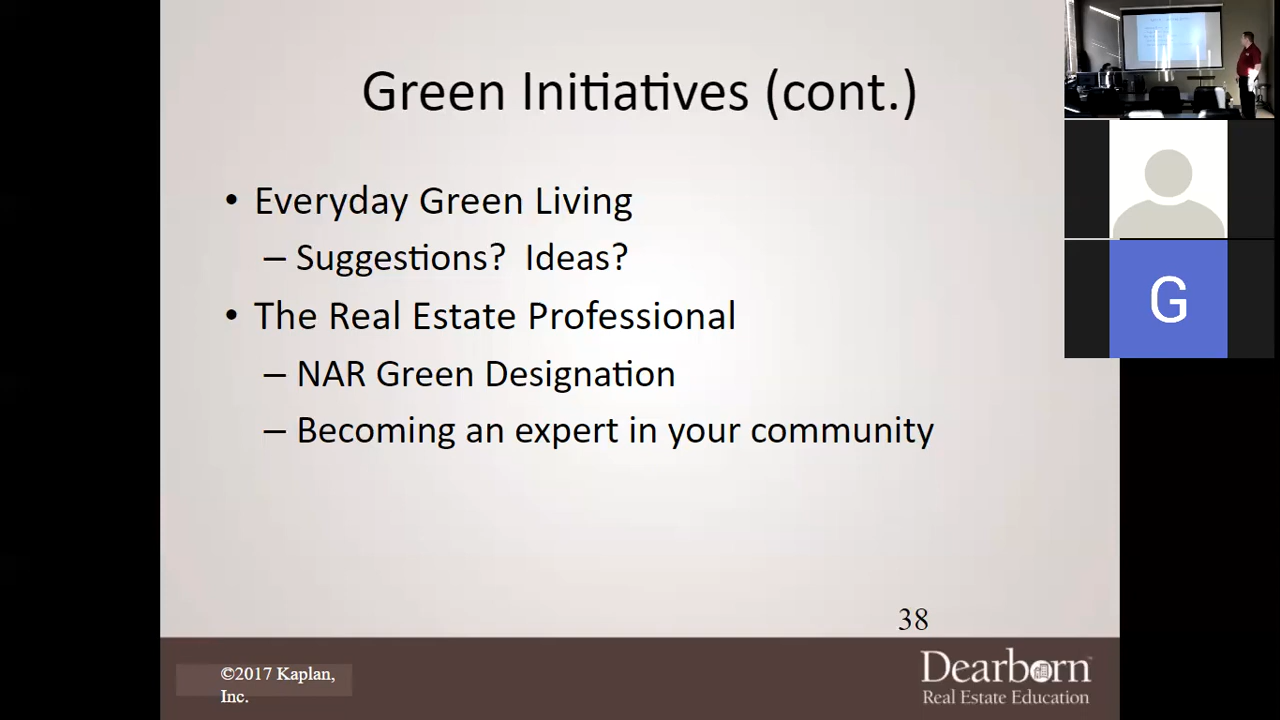 Green Initiatives (cont.)
• Everyday Green Living
– Suggestions?  Ideas?
• The Real Estate Professional
– NAR Green Designation
– Becoming an expert in your community
38
©2017 Kaplan,
Inc.
Dearborn
Real Estate Education
G